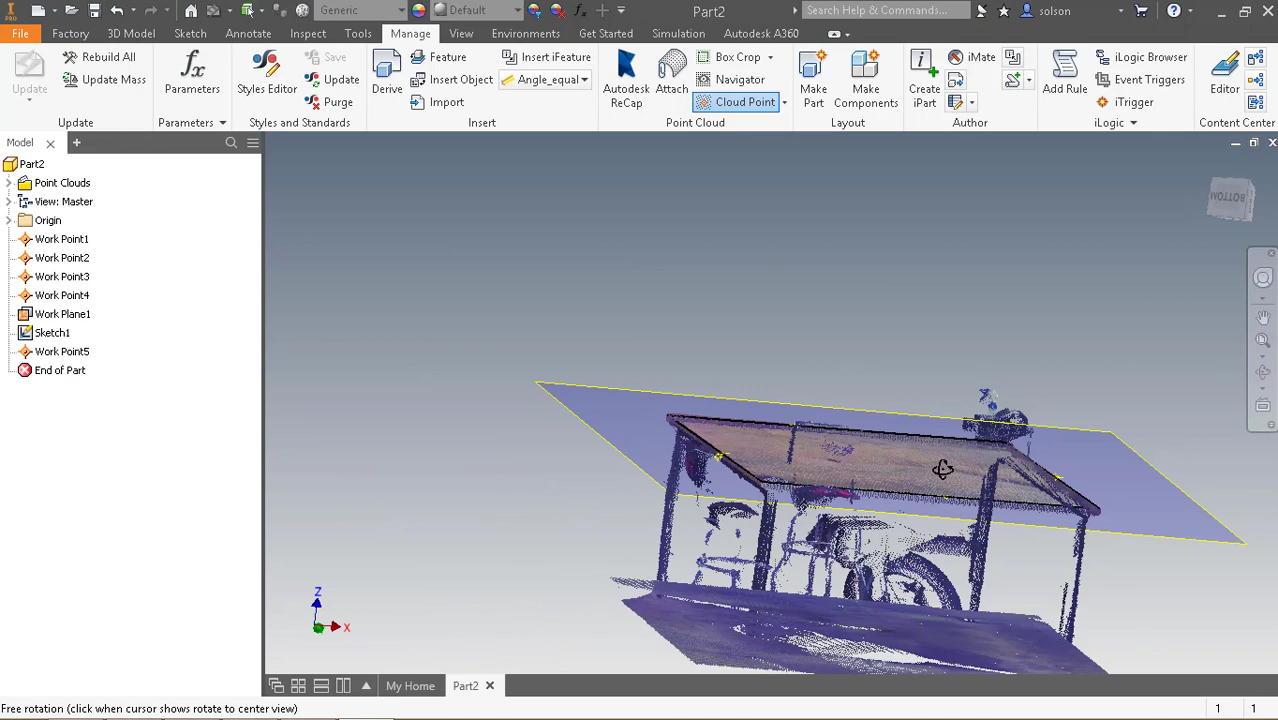 PRO
Generic
Default
Part2
Search Help & Commands...
solson
File
Factory
3D Model
Sketch
Annotate
Inspect
Tools
Manage
View
Environments
Get Started
Simulation
Autodesk A360
Update
Rebuild All
Update Mass
Update
fx
Parameters
Parameters
Styles Editor
Save
Update
Purge
Styles and Standards
Derive
Feature
Insert Object
Import
Insert iFeature
Angle_equal
Insert
Autodesk
ReCap
Attach
Box Crop
Navigator
Cloud Point
Point Cloud
Make
Part
Make
Components
Layout
Create
iPart
iMate
Author
Add Rule
iLogic Browser
Event Triggers
iTrigger
iLogic
Editor
Content Center
Model
Part2
Point Clouds
View: Master
Origin
Work Point1
Work Point2
Work Point3
Work Point4
Work Plane1
Sketch1
Work Point5
End of Part
BOTTOM
Z
X
My Home
Part2
Free rotation (click when cursor shows rotate to center view)
1
1